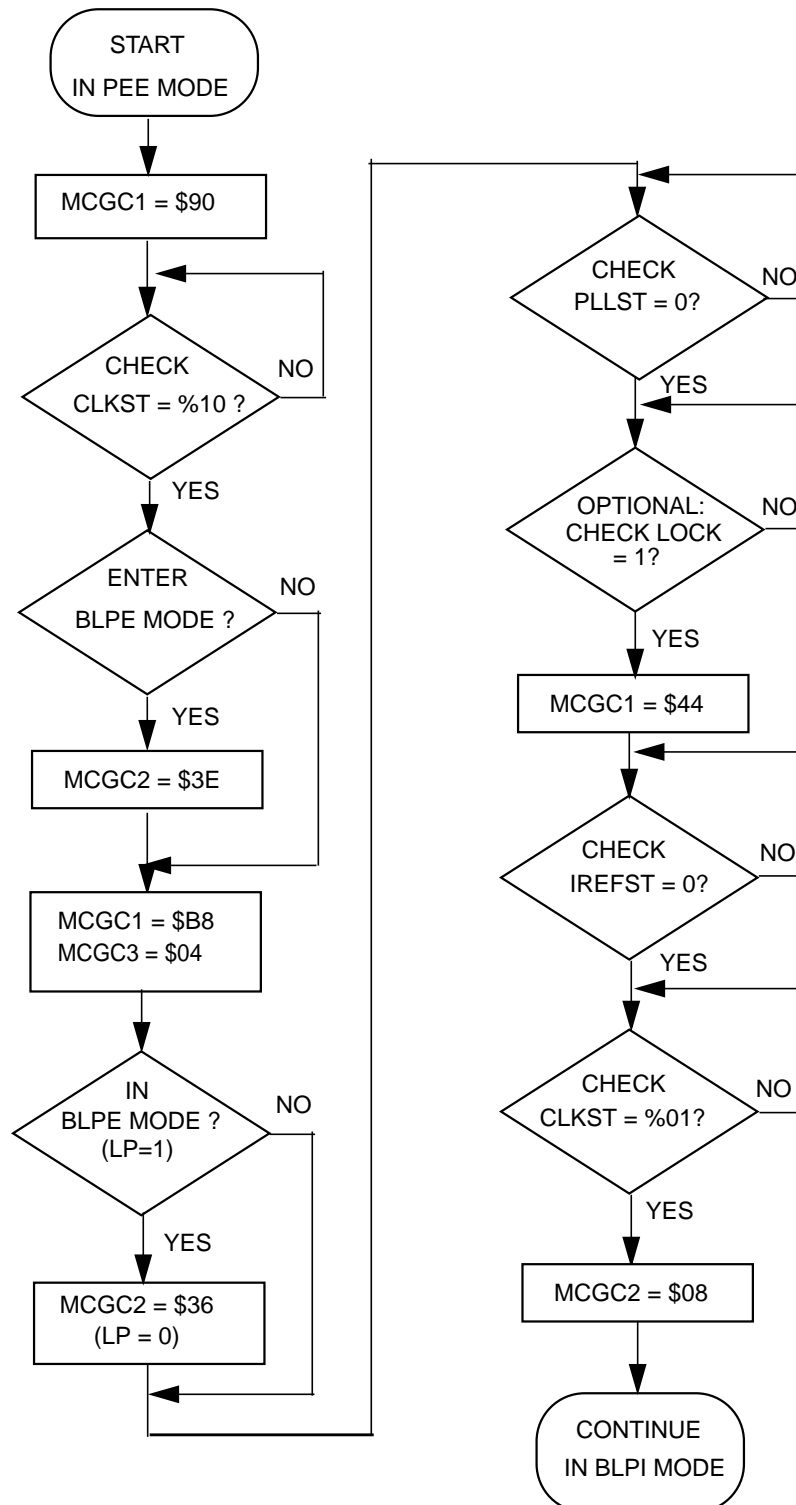 START
IN PEE MODE
MCGC1 = $90
CHECK
CLKST = %10 ?
NO
YES
ENTER
BLPE MODE ?
NO
YES
MCGC2 = $3E
MCGC1 = $B8
MCGC3 = $04
IN
BLPE MODE ?
(LP=1)
NO
YES
MCGC2 = $36
(LP = 0)
CHECK
PLLST = 0?
NO
YES
OPTIONAL:
CHECK LOCK
= 1?
NO
YES
MCGC1 = $44
CHECK
IREFST = 0?
NO
YES
CHECK
CLKST = %01?
NO
YES
MCGC2 = $08
CONTINUE
IN BLPI MODE